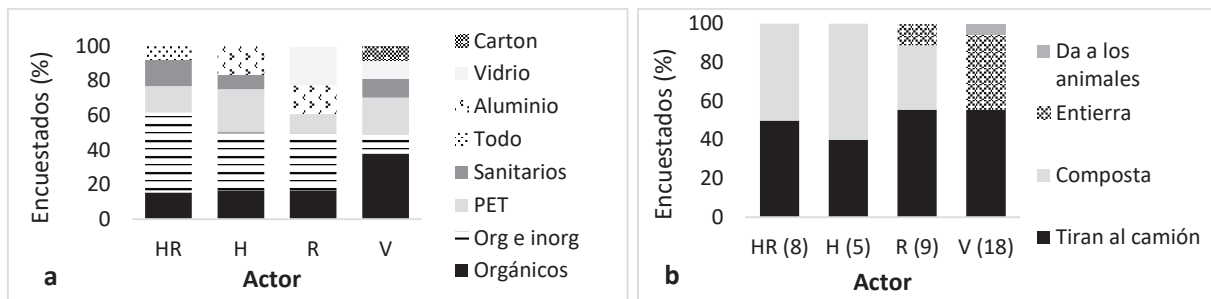 Encuestados (%)
100
80
60
40
20
0
HR H R V
Actor
a
Carton
Vidrio
Aluminio
Todo
Sanitarios
PET
Org e inorg
Orgánicos
Encuestados (%)
100
80
60
40
20
0
HR (8) H (5) R (9) V (18)
Actor
b
Da a los
animales
Entierra
Composta
Tiran al camión